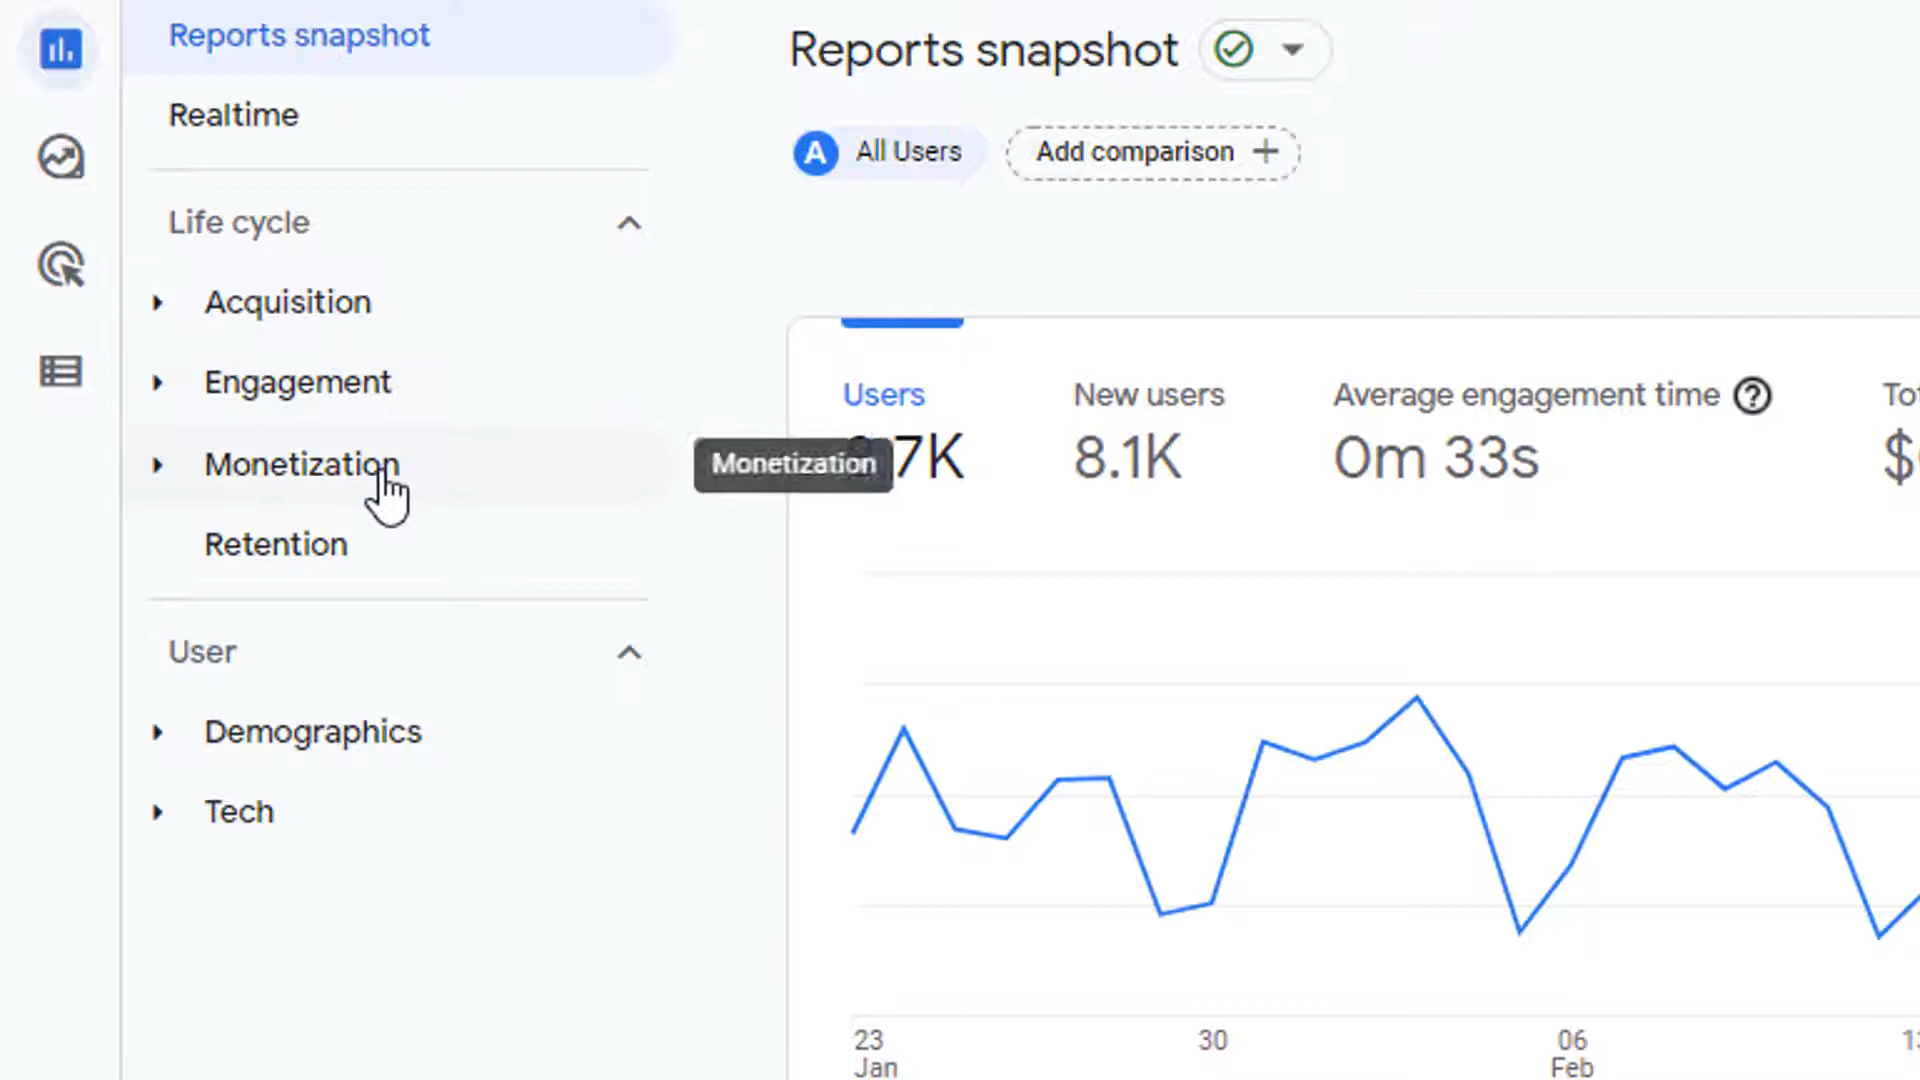 Reports snapshot
Realtime
Life cycle
Acquisition
Engagement
Monetization
Retention
User
Demographics
Tech
Reports snapshot
A All Users
Add comparison +
Users
New users
8.1K
Average engagement time
0m 33s
Monetization
7K
$
23
Jan
30
06
Feb